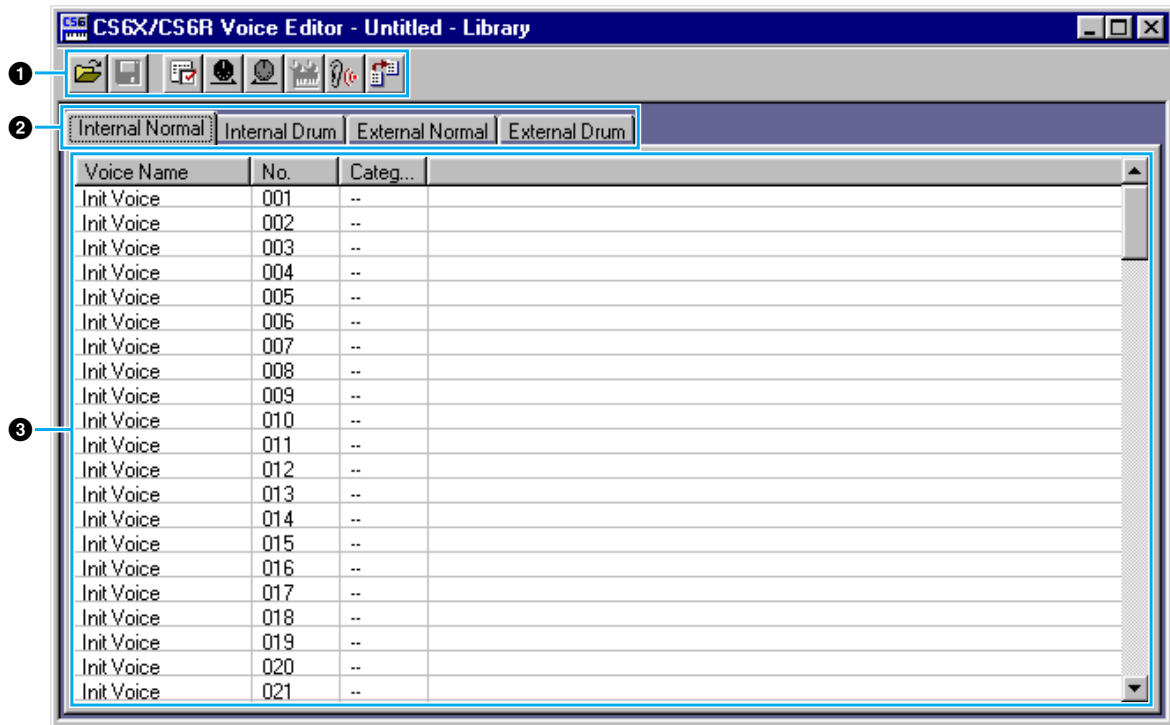 CS6X/CS6R Voice Editor - Untitled - Library
1
2
Internal Normal Internal Drum External Normal External Drum
Voice Name No. Categ...
Init Voice 001 --
Init Voice 002 --
Init Voice 003 --
Init Voice 004 --
Init Voice 005 --
Init Voice 006 --
Init Voice 007 --
Init Voice 008 --
Init Voice 009 --
3
Init Voice 010 --
Init Voice 011 --
Init Voice 012 --
Init Voice 013 --
Init Voice 014 --
Init Voice 015 --
Init Voice 016 --
Init Voice 017 --
Init Voice 018 --
Init Voice 019 --
Init Voice 020 --
Init Voice 021 --